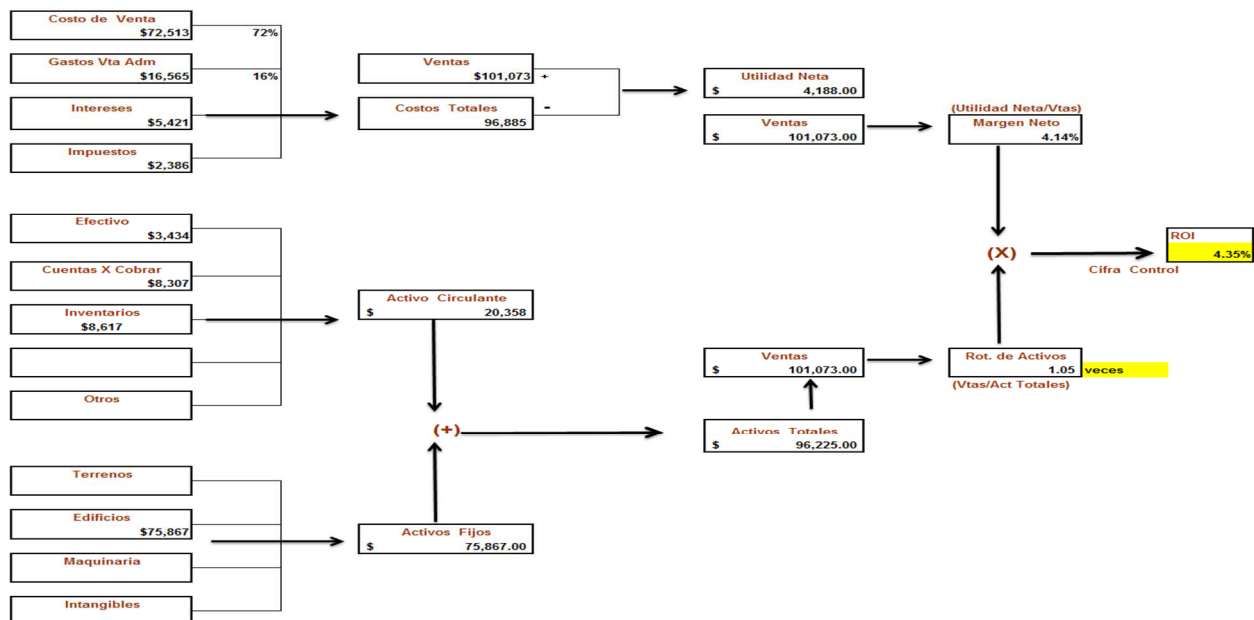 Costo de Venta
$72,513 72%
Gastos Vta Adm
$16,565 16%
Intereses
$5,421
Impuestos
$2,386
Ventas
$101,073 +
Costos Totales -
96,885
Utilidad Neta
$ 4,188.00
Ventas
$ 101,073.00
(Utilidad Neta/Vtas)
Margen Neto
4.14%
Efectivo
$3,434
Cuentas X Cobrar
$8,307
Inventarios
$8,617
Otros
Activo Circulante
$ 20,358
(+)
Terrenos
Edificios
$75,867
Maquinaria
Intangibles
Activos Fijos
$ 75,867.00
Ventas
$ 101,073.00
Activos Totales
$ 96,225.00
Rot. de Activos
1.05 veces
(Vtas/Act Totales)
(X)
Cifra Control
ROI
4.35%